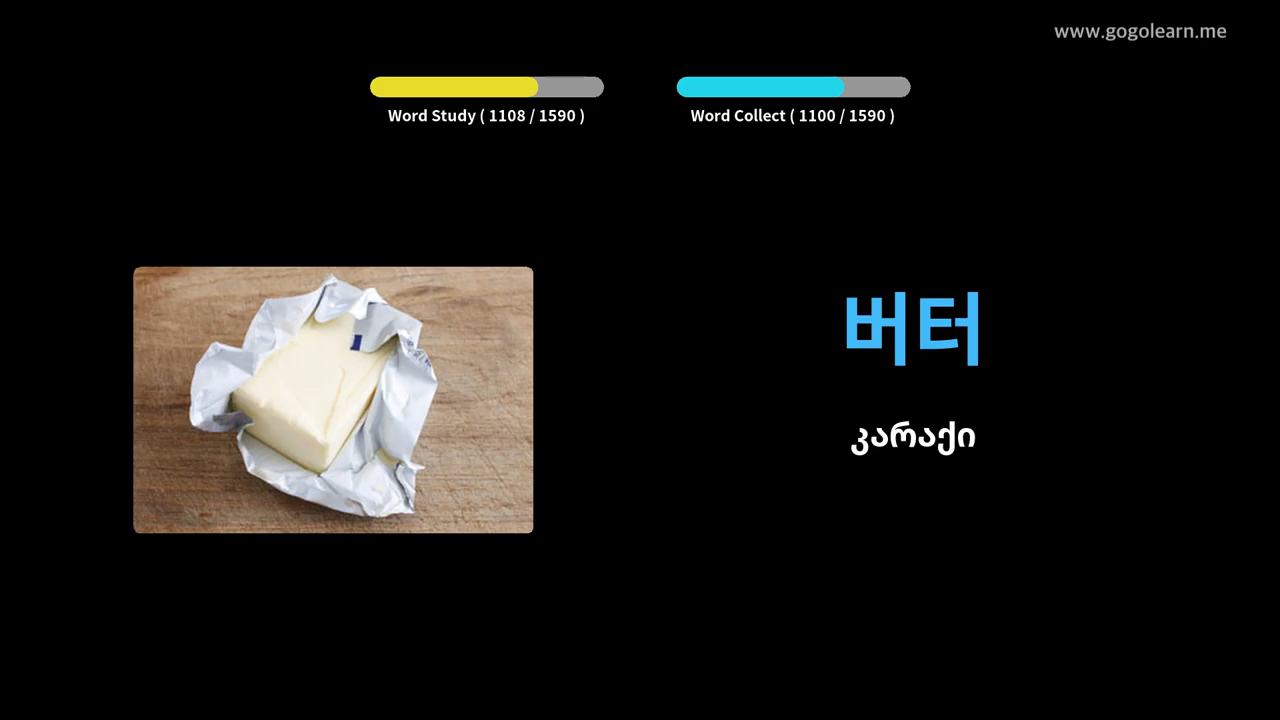 www.gogolearn.me
Word Study ( 1108 / 1590 )
Word Collect ( 1100 / 1590 )
버터
კარაქი